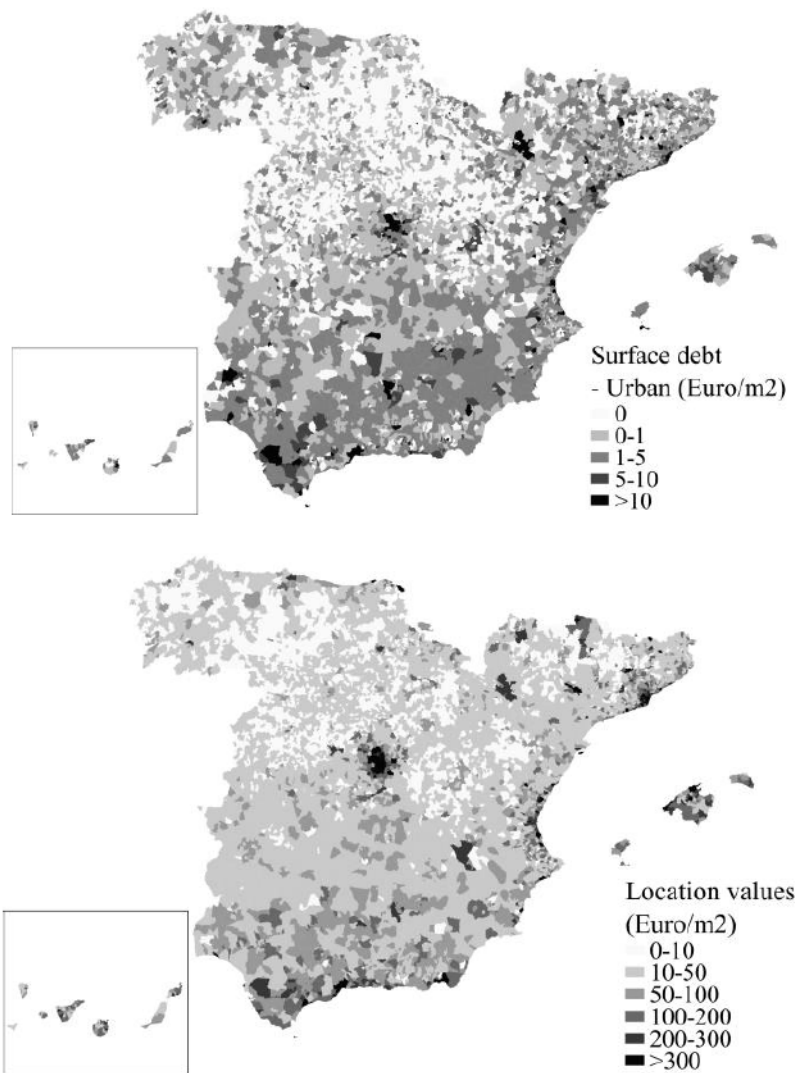 Surface debt
- Urban (Euro/m2)
0
0-1
1-5
5-10
>10
Location values
(Euro/m2)
0-10
10-50
50-100
100-200
200-300
>300